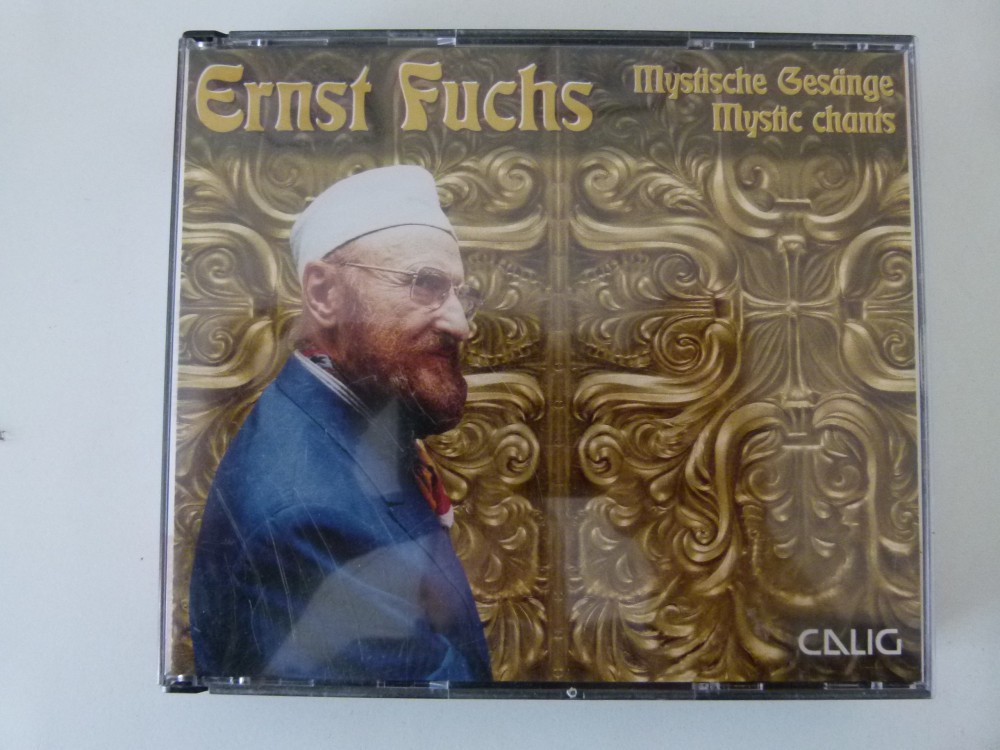 Ernst Fuchs
Mystische Gesänge
Mystic chants
CALIG